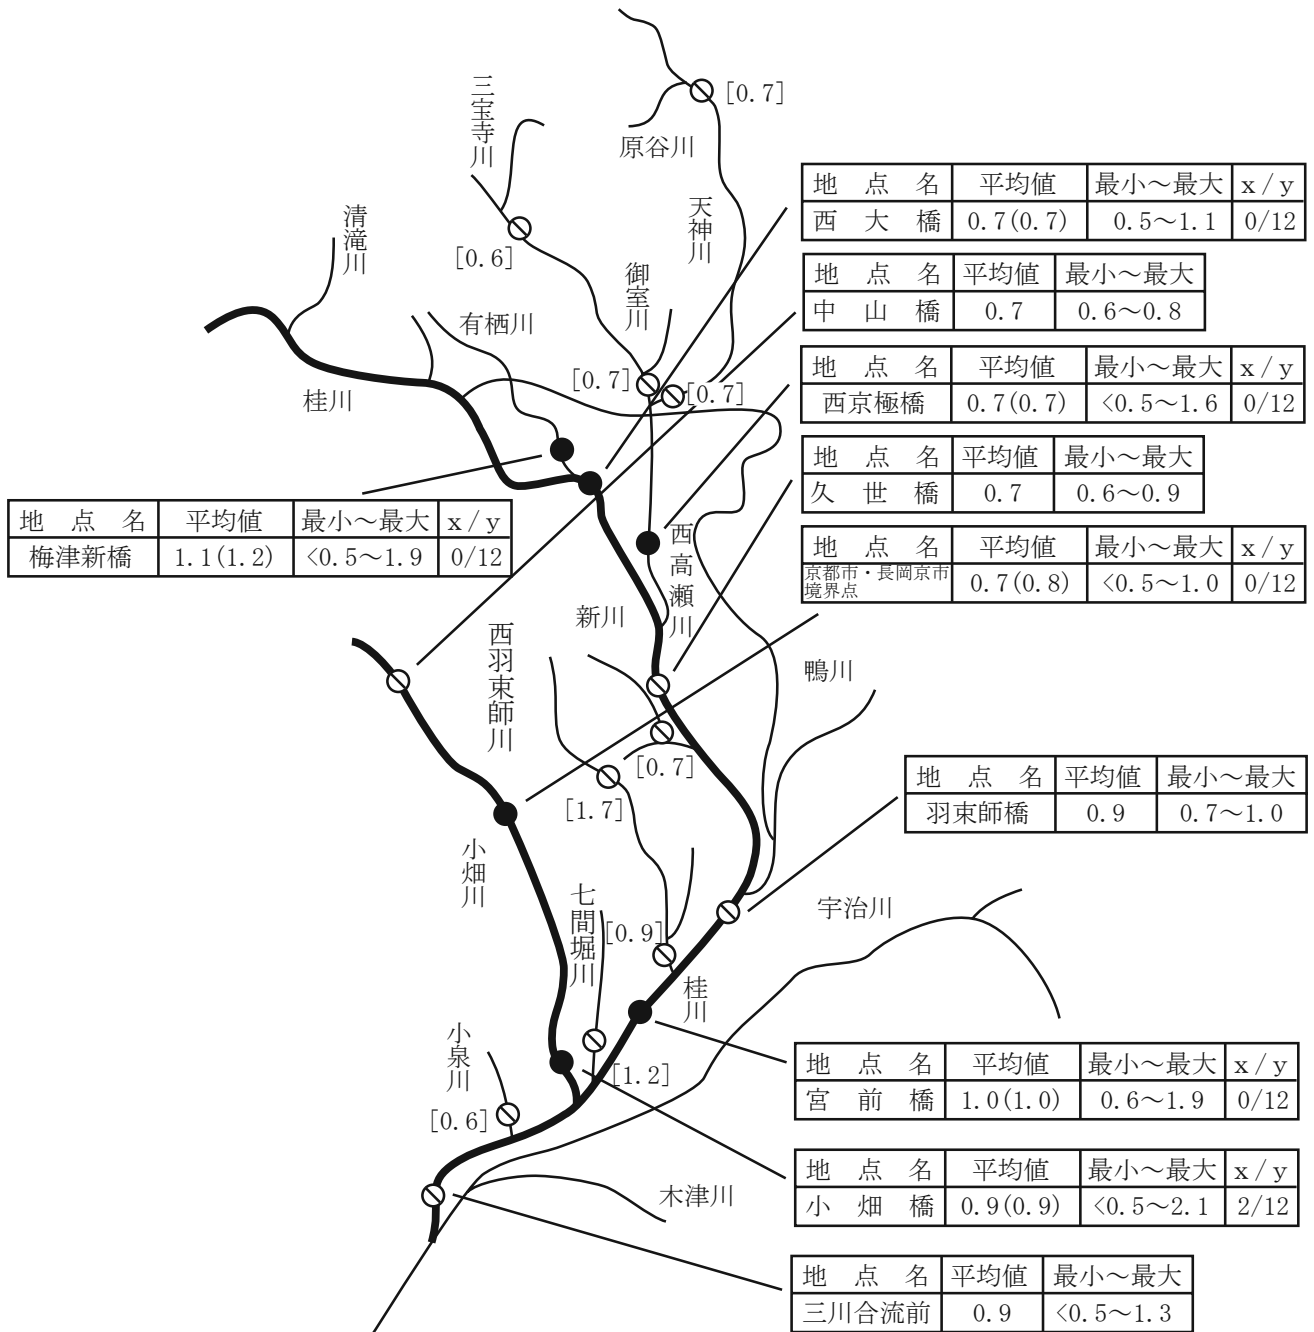 [0.7]
三宝寺川
原谷川
地点名 平均値 最小～最大 x/y
西大橋 0.7(0.7) 0.5～1.1 0/12
天神川
清滝川
[0.6]
御室川
地点名 平均値 最小～最大
中山橋 0.7 0.6～0.8
有栖川
地点名 平均値 最小～最大 x/y
西京極橋 0.7(0.7) <0.5～1.6 0/12
[0.7]
[0.7]
桂川
地点名 平均値 最小～最大
久世橋 0.7 0.6～0.9
地点名 平均値 最小～最大 x/y
梅津新橋 1.1(1.2) <0.5～1.9 0/12
西高瀬川
地点名 平均値 最小～最大 x/y
京都市・長岡京市
境界点 0.7(0.8) <0.5～1.0 0/12
新川
西羽束師川
鴨川
[0.7]
[1.7]
地点名 平均値 最小～最大
羽束師橋 0.9 0.7～1.0
小畑川
七間堀川
宇治川
[0.9]
桂川
小泉川
地点名 平均値 最小～最大 x/y
宮前橋 1.0(1.0) 0.6～1.9 0/12
[1.2]
[0.6]
地点名 平均値 最小～最大 x/y
小畑橋 0.9(0.9) <0.5～2.1 2/12
木津川
地点名 平均値 最小～最大
三川合流前 0.9 <0.5～1.3